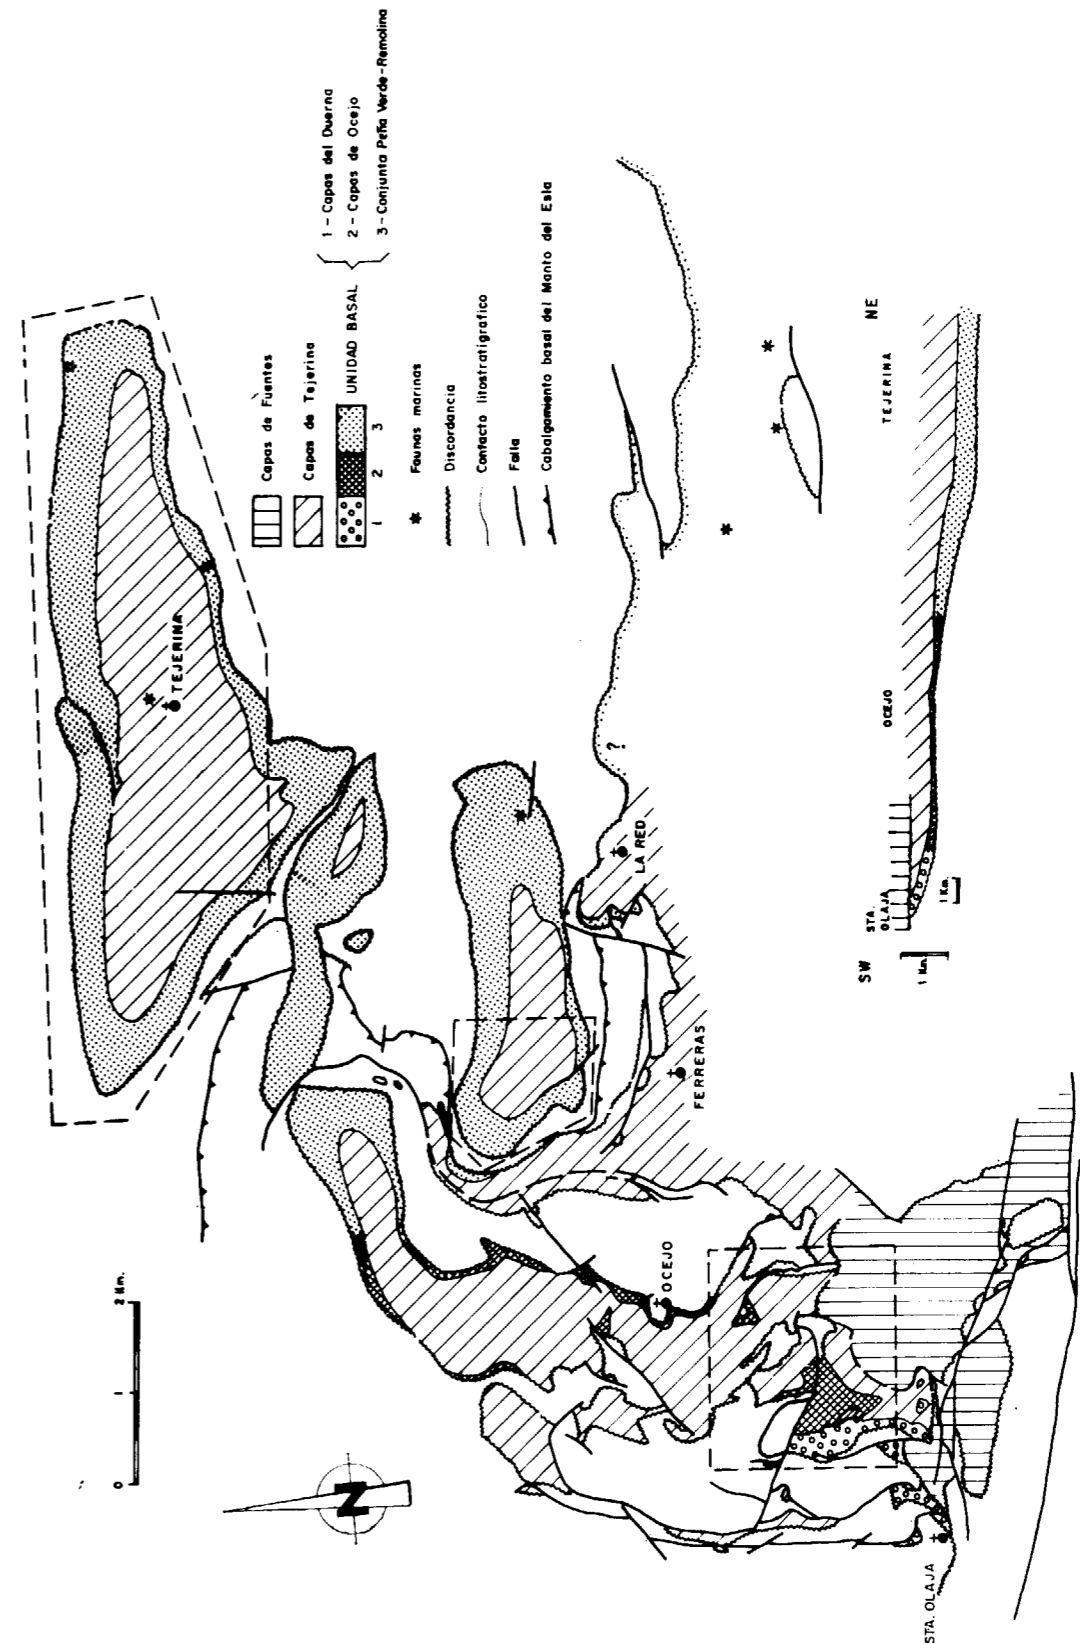 Capas de Fuentes
Capas de Tejerina
UNIDAD BASAL
1 - Capas del Duerna
2 - Capas de Ocejo
3 - Conjunta Peña Verde - Remolina
1 2 3
Faunas marinas
Discordancia
Contacto litostratigrafico
Falla
Cabalgamiento basal del Manto del Esla
TEJERINA
LA RED
?
FERRERAS
OCEJO
STA. OLAJA
0 1 2 Km.
N
SW
NE
STA. OLAJA
OCEJO
TEJERINA
1 Km.
1 Km.